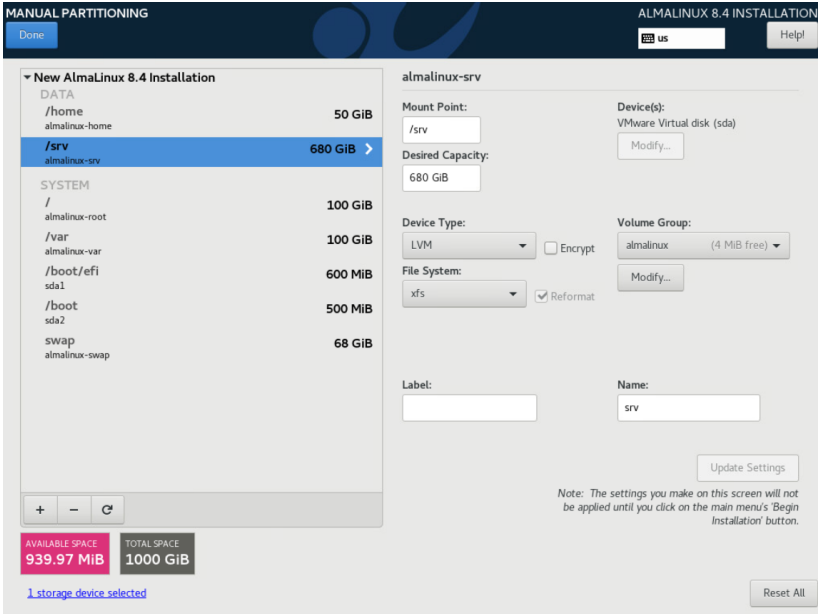 MANUAL PARTITIONING
ALMALINUX 8.4 INSTALLATION
Done
us
Help!
New AlmaLinux 8.4 Installation
DATA
/home
50 GiB
almalinux-home
/srv
680 GiB
almalinux-srv
SYSTEM
/
100 GiB
almalinux-root
/var
100 GiB
almalinux-var
/boot/efi
600 MiB
sda1
/boot
500 MiB
sda2
swap
68 GiB
almalinux-swap
+ −
AVAILABLE SPACE
939.97 MiB
TOTAL SPACE
1000 GiB
1 storage device selected
almalinux-srv
Mount Point:
/srv
Desired Capacity:
680 GiB
Device(s):
VMware Virtual disk (sda)
Modify...
Device Type:
LVM
Encrypt
Volume Group:
almalinux (4 MiB free)
Modify...
File System:
xfs
Reformat
Label:
Name:
srv
Update Settings
Note: The settings you make on this screen will not
be applied until you click on the main menu's 'Begin
Installation' button.
Reset All